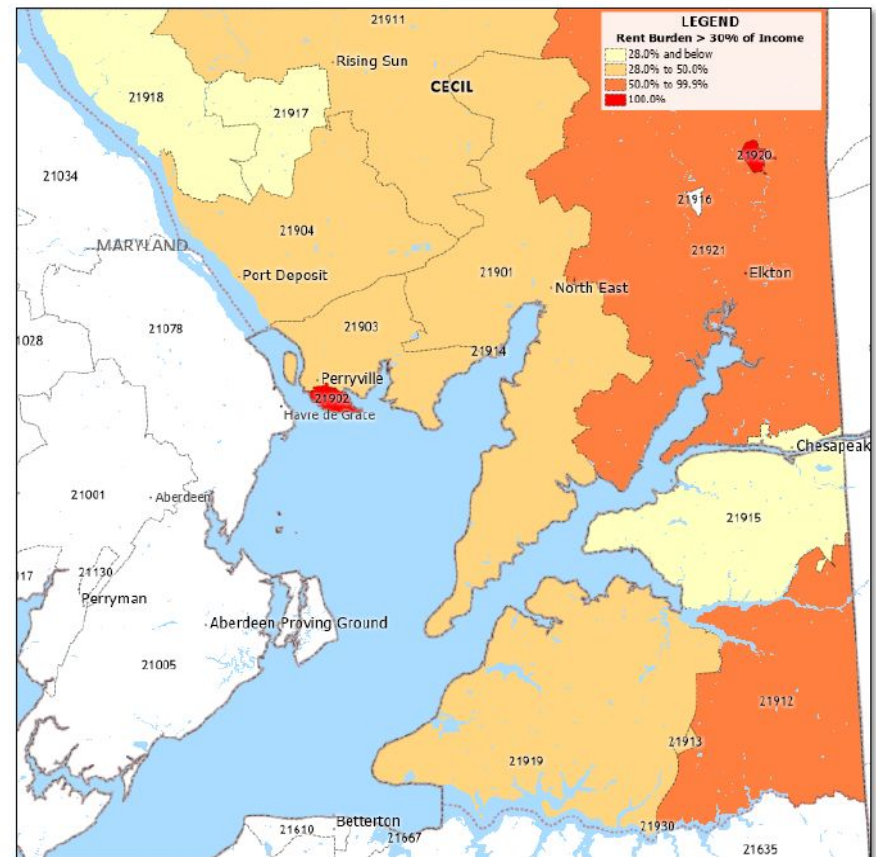 21911
LEGEND
Rent Burden > 30% of Income
28.0% and below
28.0% to 50.0%
50.0% to 99.9%
100.0%
Rising Sun
CECIL
21918
21917
21920
21034
21916
21904
MARYLAND
21921
Port Deposit
21901
Elkton
North East
21078
21903
1028
21914
Perryville
21902
Havre de Grace
Chesapeak
21001
Aberdeen
21915
117
21130
Perryman
Aberdeen Proving Ground
21005
21912
21913
21919
Betterton
21610
21667
21930
21635